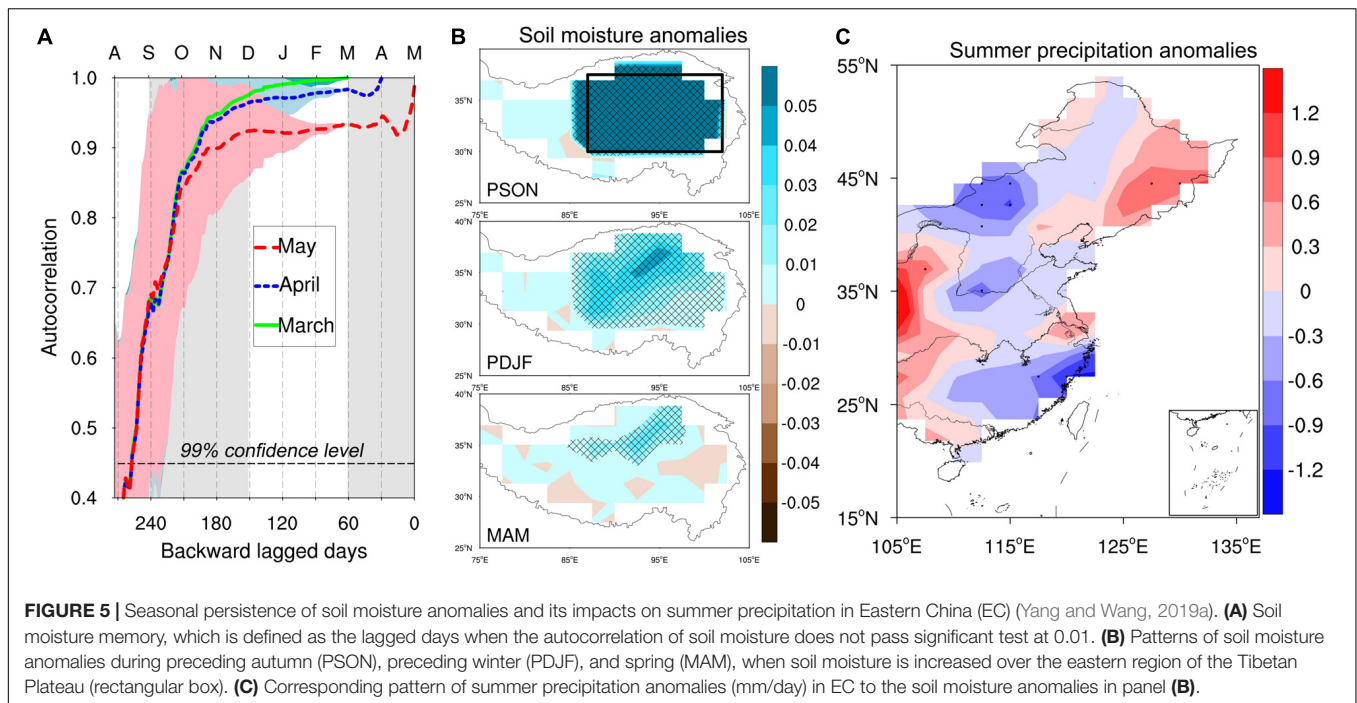 A
A S O N D J F M A M
1.0
0.9
0.8
0.7
0.6
0.5
0.4
Autocorrelation
May
April
March
99% confidence level
240 180 120 60 0
Backward lagged days
B
Soil moisture anomalies
35°N
30°N
25°N
PSON
75°E 85°E 95°E 105°E
40°N
35°N
30°N
25°N
PDJF
75°E 85°E 95°E 105°E
40°N
35°N
30°N
25°N
MAM
75°E 85°E 95°E 105°E
0.05
0.04
0.03
0.02
0.01
0
-0.01
-0.02
-0.03
-0.04
-0.05
C
Summer precipitation anomalies
55°N
45°N
35°N
25°N
15°N
105°E 115°E 125°E 135°E
1.2
0.9
0.6
0.3
0
-0.3
-0.6
-0.9
-1.2
FIGURE 5 | Seasonal persistence of soil moisture anomalies and its impacts on summer precipitation in Eastern China (EC) (Yang and Wang, 2019a). (A) Soil
moisture memory, which is defined as the lagged days when the autocorrelation of soil moisture does not pass significant test at 0.01. (B) Patterns of soil moisture
anomalies during preceding autumn (PSON), preceding winter (PDJF), and spring (MAM), when soil moisture is increased over the eastern region of the Tibetan
Plateau (rectangular box). (C) Corresponding pattern of summer precipitation anomalies (mm/day) in EC to the soil moisture anomalies in panel (B).